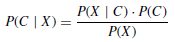 P(C | X) = P(X | C) · P(C) / P(X)